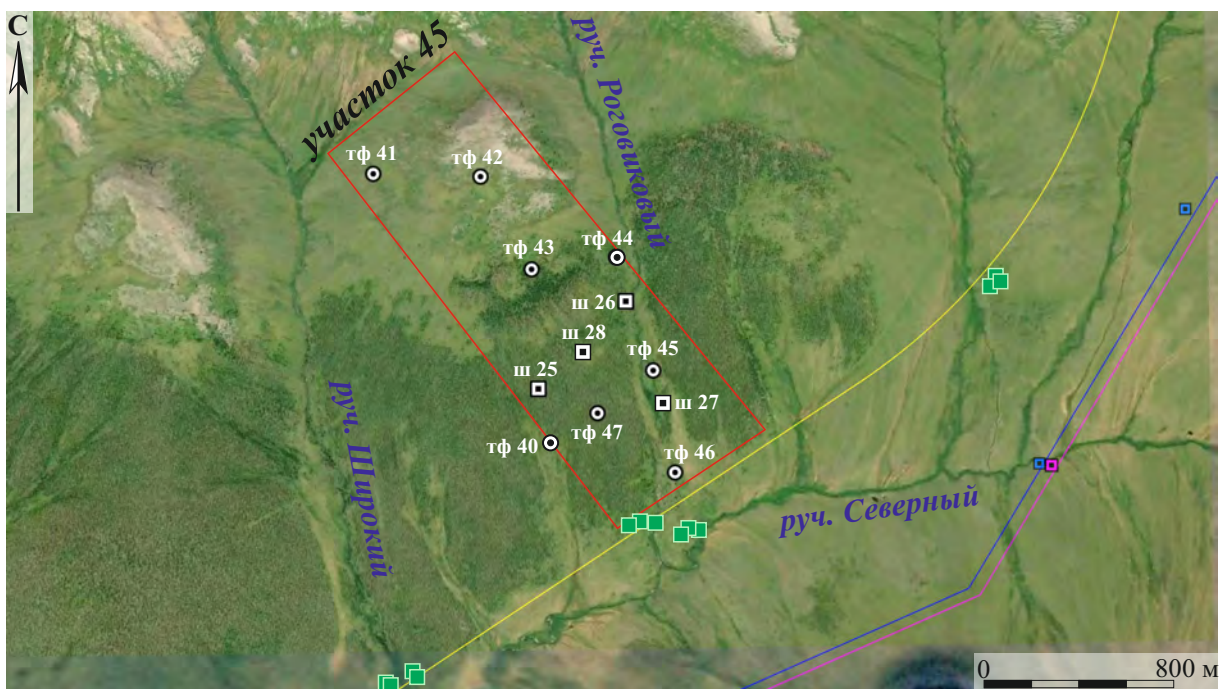 С
участок 45
руч. Роговиковый
тф 41
тф 42
тф 43
тф 44
ш 26
ш 28
тф 45
ш 25
ш 27
тф 47
тф 40
тф 46
руч. Широкий
руч. Северный
0
800 м